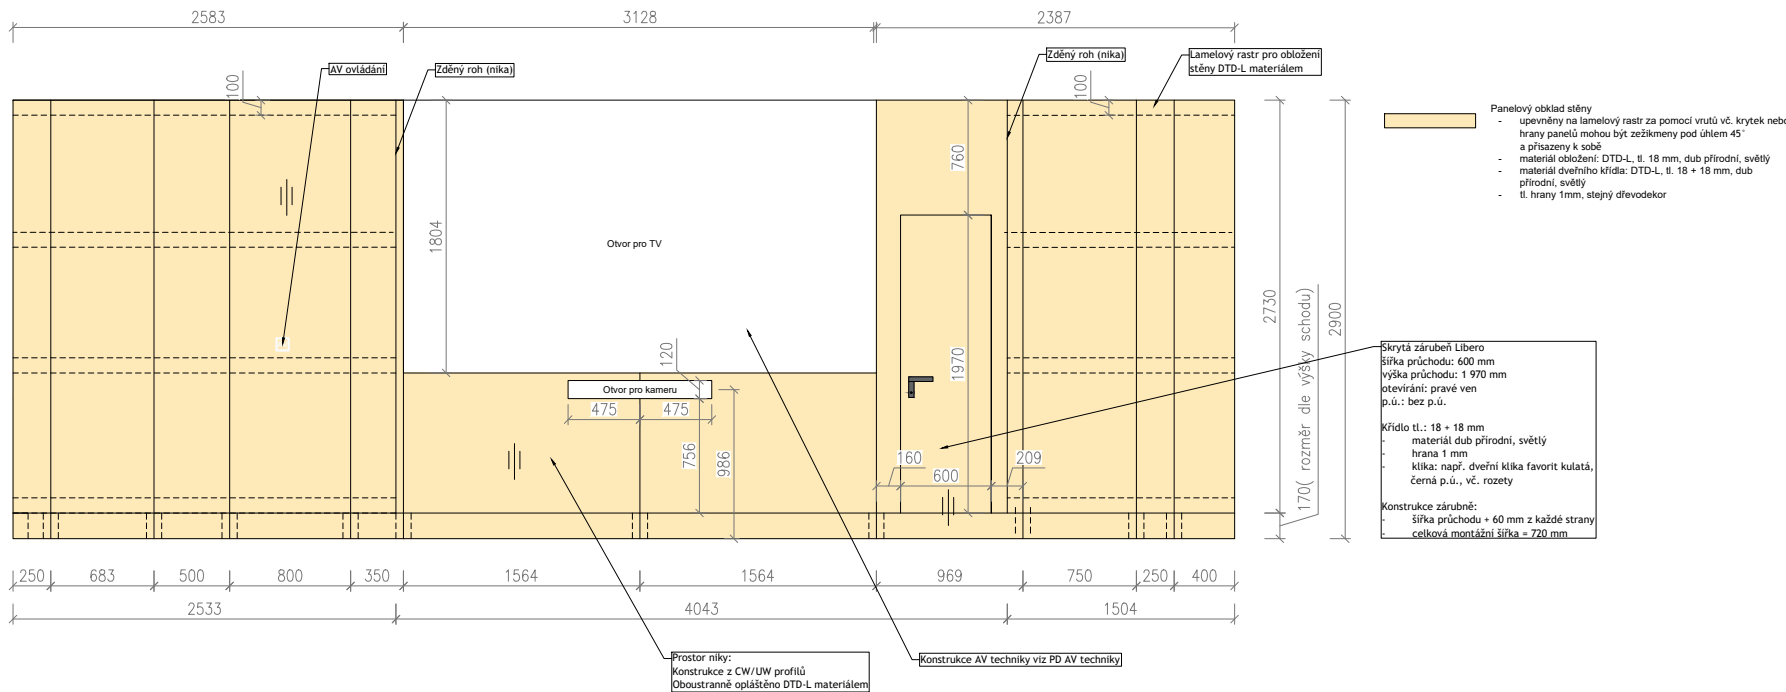 2583
3128
2387
AV ovládání
Zděný roh (nika)
Zděný roh (nika)
Lamelový rastr pro obložení
stěny DTD-L materiálem
100
100
Panelový obklad stěny
- upevněny na lamelový rastr za pomocí vrutů vč. krytek nebo
hrany panelů mohou být zežikmeny pod úhlem 45°
a přisazeny k sobě
- materiál obložení: DTD-L, tl. 18 mm, dub přírodní, světlý
- materiál dveřního křídla: DTD-L, tl. 18 + 18 mm, dub
přírodní, světlý
- tl. hrany 1mm, stejný dřevodekor
760
1804
Otvor pro TV
2730
170( rozměr dle výšky schodu)
2900
120
1970
Otvor pro kameru
475
475
756
986
160
600
209
Skrytá zárubeň Libero
šířka průchodu: 600 mm
výška průchodu: 1 970 mm
otevírání: pravé ven
p.ú.: bez p.ú.
Křídlo tl.: 18 + 18 mm
- materiál dub přírodní, světlý
- hrana 1 mm
- klika: např. dveřní klika favorit kulatá,
černá p.ú., vč. rozety
Konstrukce zárubně:
- šířka průchodu + 60 mm z každé strany
- celková montážní šířka = 720 mm
250
683
500
800
350
1564
1564
969
750
250
400
2533
4043
1504
Prostor niky:
Konstrukce z CW/UW profilů
Oboustranně opláštěno DTD-L materiálem
Konstrukce AV techniky viz PD AV techniky